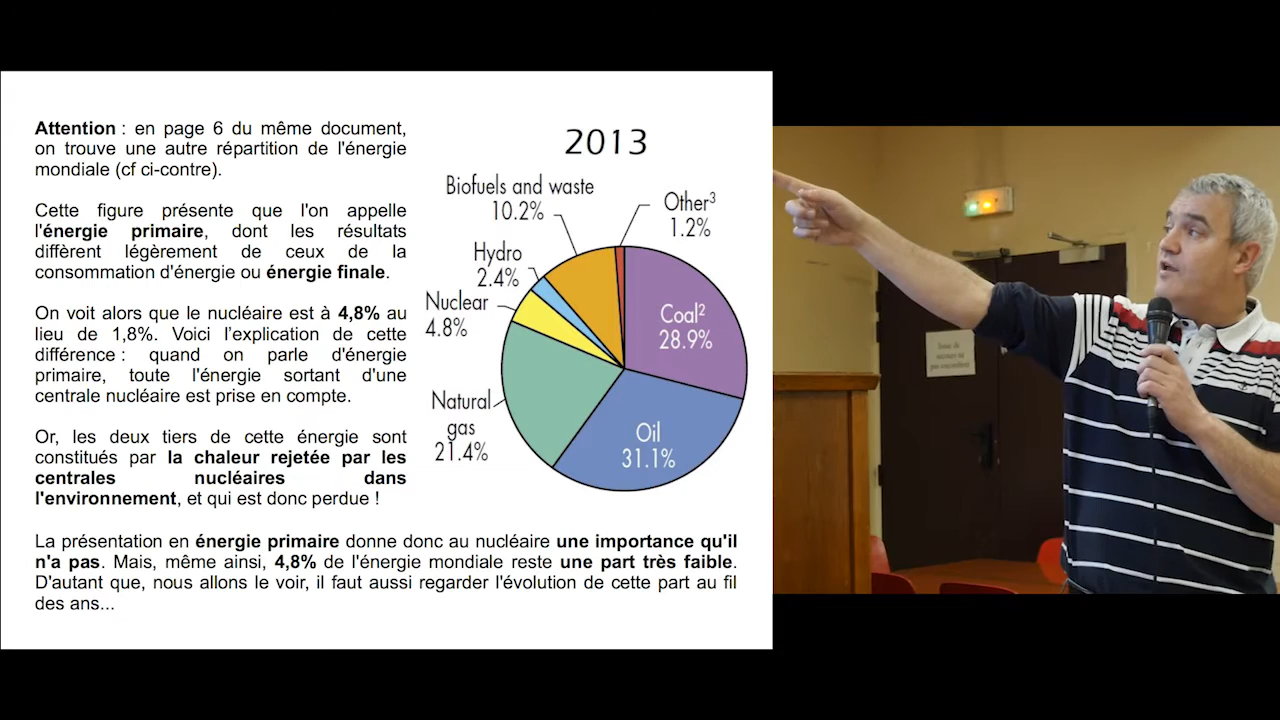 Attention : en page 6 du même document,
on trouve une autre répartition de l'énergie
mondiale (cf ci-contre).
Cette figure présente que l'on appelle
l'énergie primaire, dont les résultats
diffèrent légèrement de ceux de la
consommation d'énergie ou énergie finale.
On voit alors que le nucléaire est à 4,8% au
lieu de 1,8%. Voici l'explication de cette
différence : quand on parle d'énergie
primaire, toute l'énergie sortant d'une
centrale nucléaire est prise en compte.
Or, les deux tiers de cette énergie sont
constitués par la chaleur rejetée par les
centrales nucléaires dans
l'environnement, et qui est donc perdue !
2013
Biofuels and waste
10.2%
Other³
1.2%
Hydro
2.4%
Nuclear
4.8%
Coal²
28.9%
Natural
gas
21.4%
Oil
31.1%
La présentation en énergie primaire donne donc au nucléaire une importance qu'il
n'a pas. Mais, même ainsi, 4,8% de l'énergie mondiale reste une part très faible.
D'autant que, nous allons le voir, il faut aussi regarder l'évolution de cette part au fil
des ans...
Issue de
secours